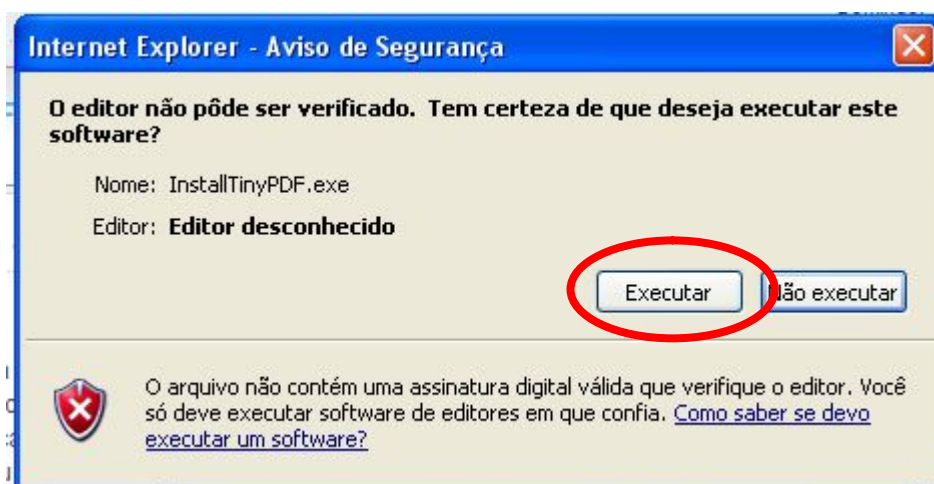 Internet Explorer - Aviso de Segurança
O editor não pôde ser verificado. Tem certeza de que deseja executar este
software?
Nome: InstallTinyPDF.exe
Editor: Editor desconhecido
Executar
Não executar
O arquivo não contém uma assinatura digital válida que verifique o editor. Você
só deve executar software de editores em que confia. Como saber se devo
executar um software?